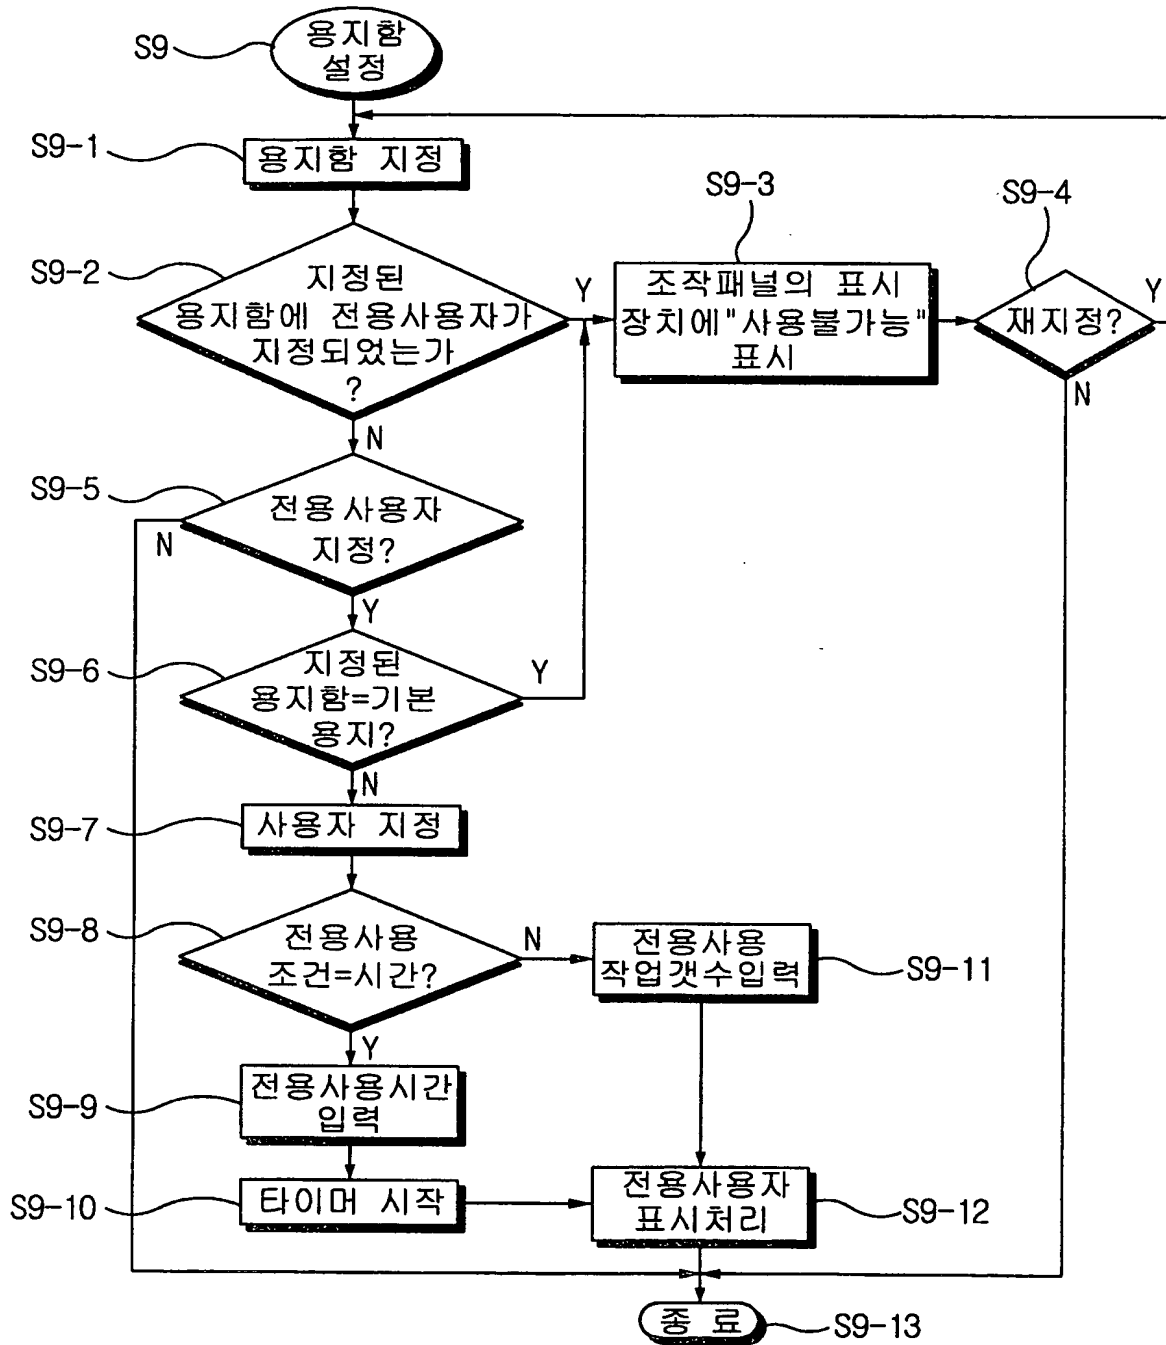 S9
용지함
설정
S9-1
용지함 지정
S9-2
지정된
용지함에 전용사용자가
지정되었는가
?
Y
N
S9-3
조작패널의 표시
장치에"사용불가능"
표시
S9-4
재지정?
Y
N
S9-5
전용사용자
지정?
N
Y
S9-6
지정된
용지함=기본
용지?
Y
N
S9-7
사용자 지정
S9-8
전용사용
조건=시간?
N
Y
전용사용
작업갯수입력
S9-11
S9-9
전용사용시간
입력
S9-10
타이머 시작
전용사용자
표시처리
S9-12
종료
S9-13